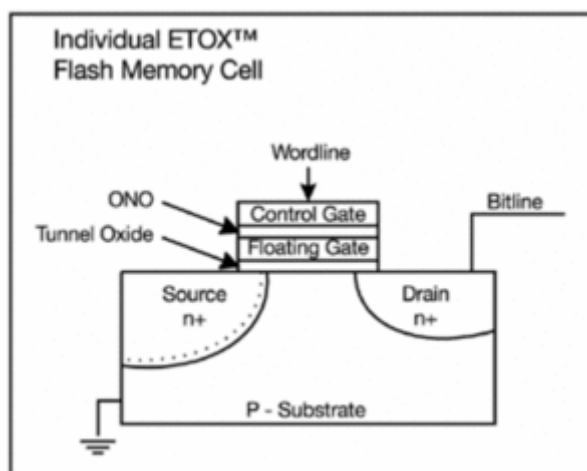 Individual ETOX™
Flash Memory Cell
Wordline
ONO
Control Gate
Bitline
Tunnel Oxide
Floating Gate
Source
n+
Drain
n+
P - Substrate